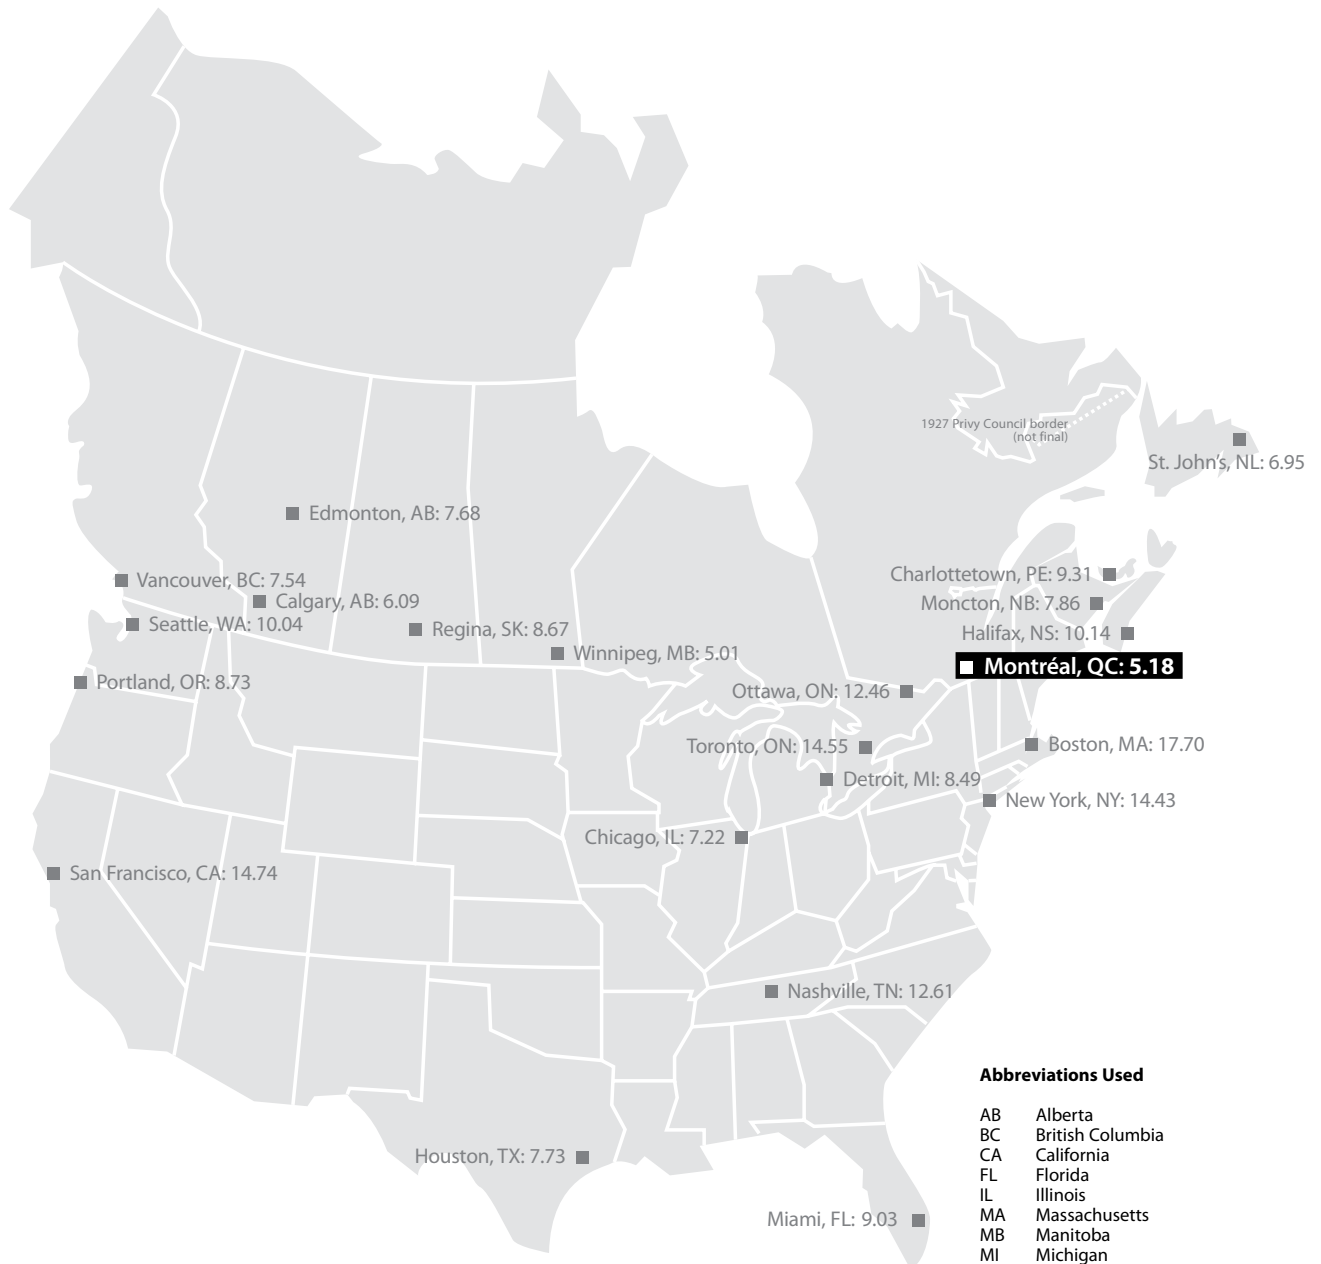 1927 Privy Council border
(not final)
St. John's, NL: 6.95
Edmonton, AB: 7.68
Vancouver, BC: 7.54
Charlottetown, PE: 9.31
Calgary, AB: 6.09
Moncton, NB: 7.86
Seattle, WA: 10.04
Regina, SK: 8.67
Halifax, NS: 10.14
Winnipeg, MB: 5.01
Montréal, QC: 5.18
Portland, OR: 8.73
Ottawa, ON: 12.46
Toronto, ON: 14.55
Boston, MA: 17.70
Detroit, MI: 8.49
New York, NY: 14.43
Chicago, IL: 7.22
San Francisco, CA: 14.74
Nashville, TN: 12.61
Houston, TX: 7.73
Miami, FL: 9.03
Abbreviations Used
AB Alberta
BC British Columbia
CA California
FL Florida
IL Illinois
MA Massachusetts
MB Manitoba
MI Michigan